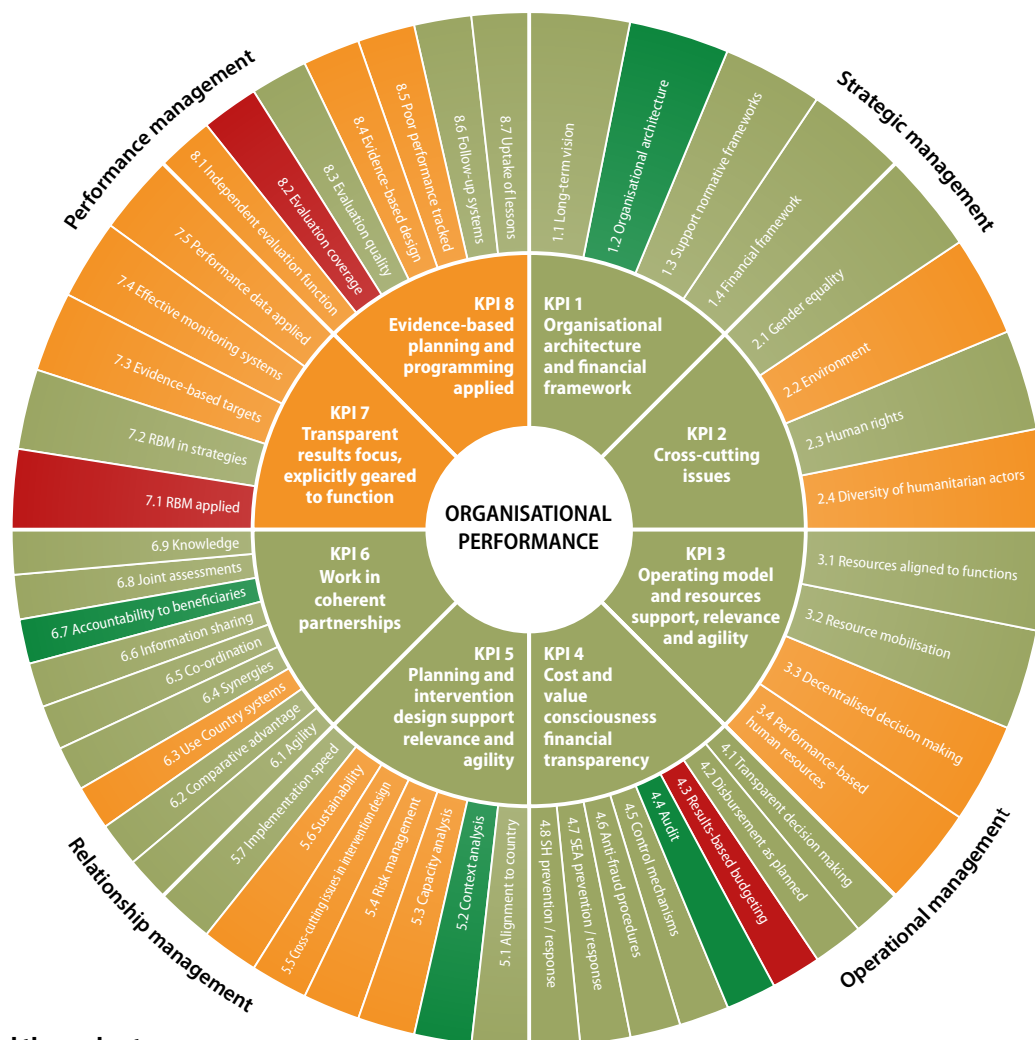 Performance management
Strategic management
Operational management
Relationship management
ORGANISATIONAL
PERFORMANCE
KPI 1
Organisational
architecture
and financial
framework
1.1 Long-term vision
1.2 Organisational architecture
1.3 Support normative frameworks
1.4 Financial framework
KPI 2
Cross-cutting
issues
2.1 Gender equality
2.2 Environment
2.3 Human rights
2.4 Diversity of humanitarian actors
KPI 3
Operating model
and resources
support, relevance
and agility
3.1 Resources aligned to functions
3.2 Resource mobilisation
3.3 Decentralised decision making
3.4 Performance-based
human resources
KPI 4
Cost and
value
consciousness
financial
transparency
4.1 Transparent decision making
4.2 Disbursement as planned
4.3 Results-based budgeting
4.4 Audit
4.5 Control mechanisms
4.6 Anti-fraud procedures
4.7 SEA prevention / response
4.8 SH prevention / response
KPI 5
Planning and
intervention
design support
relevance and
agility
5.1 Alignment to country
5.2 Context analysis
5.3 Capacity analysis
5.4 Risk management
5.5 Cross-cutting issues in intervention design
5.6 Sustainability
5.7 Implementation speed
KPI 6
Work in
coherent
partnerships
6.1 Agility
6.2 Comparative advantage
6.3 Use Country systems
6.4 Synergies
6.5 Co-ordination
6.6 Information sharing
6.7 Accountability to beneficiaries
6.8 Joint assessments
6.9 Knowledge
KPI 7
Transparent
results focus,
explicitly geared
to function
7.1 RBM applied
7.2 RBM in strategies
7.3 Evidence-based targets
7.4 Effective monitoring systems
7.5 Performance data applied
KPI 8
Evidence-based
planning and
programming
applied
8.1 Independent evaluation function
8.2 Evaluation coverage
8.3 Evaluation quality
8.4 Evidence-based design
8.5 Poor performance tracked
8.6 Follow-up systems
8.7 Uptake of lessons